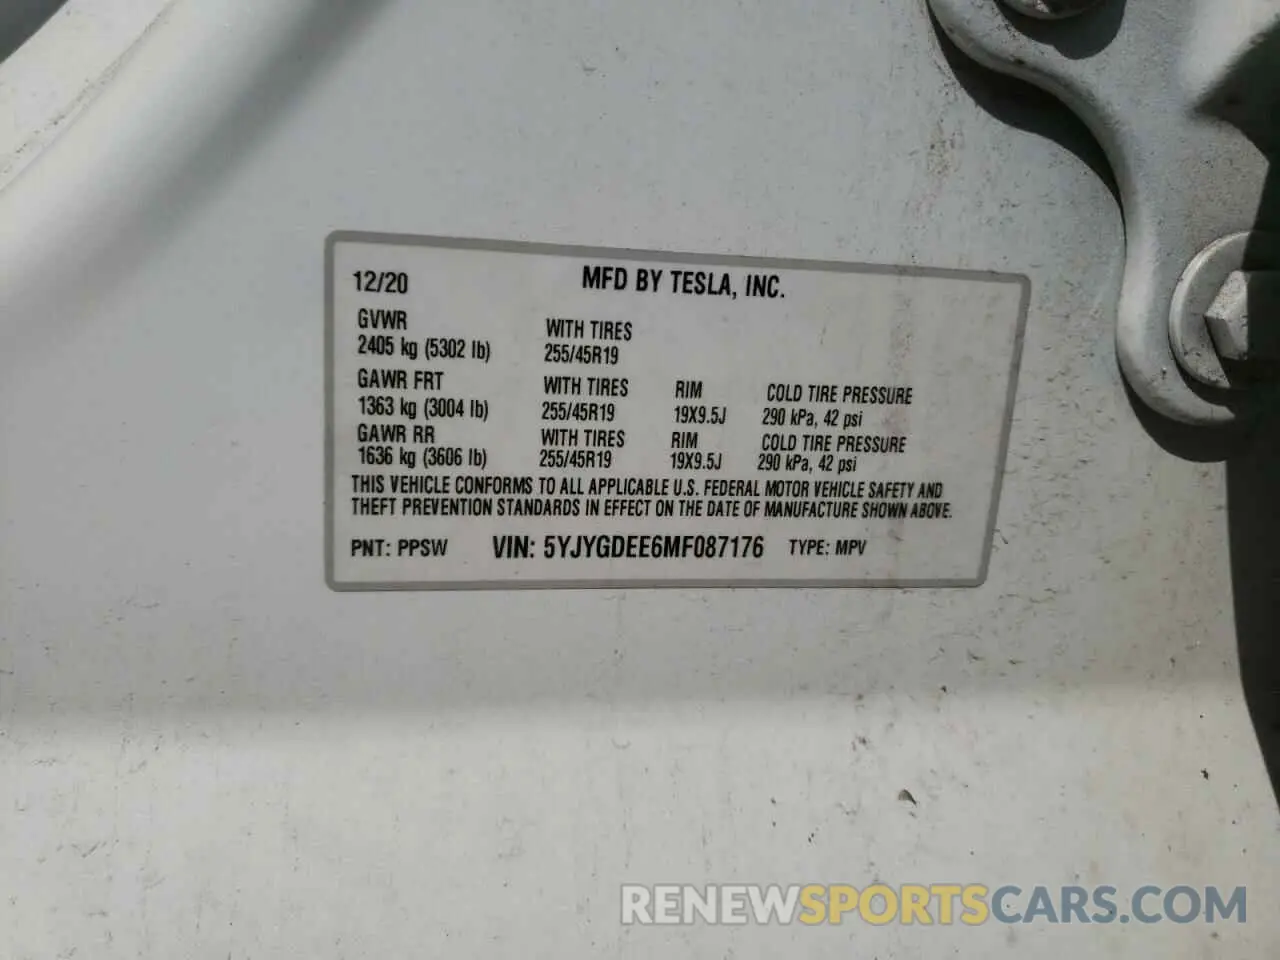 12/20 MFD BY TESLA, INC.
GVWR WITH TIRES
2405 kg (5302 lb) 255/45R19
GAWR FRT WITH TIRES RIM COLD TIRE PRESSURE
1363 kg (3004 lb) 255/45R19 19X9.5J 290 kPa, 42 psi
GAWR RR WITH TIRES RIM COLD TIRE PRESSURE
1636 kg (3606 lb) 255/45R19 19X9.5J 290 kPa, 42 psi
THIS VEHICLE CONFORMS TO ALL APPLICABLE U.S. FEDERAL MOTOR VEHICLE SAFETY AND
THEFT PREVENTION STANDARDS IN EFFECT ON THE DATE OF MANUFACTURE SHOWN ABOVE.
PNT: PPSW VIN: 5YJYGDEE6MF087176 TYPE: MPV
RENEWSPORTSCARS.COM